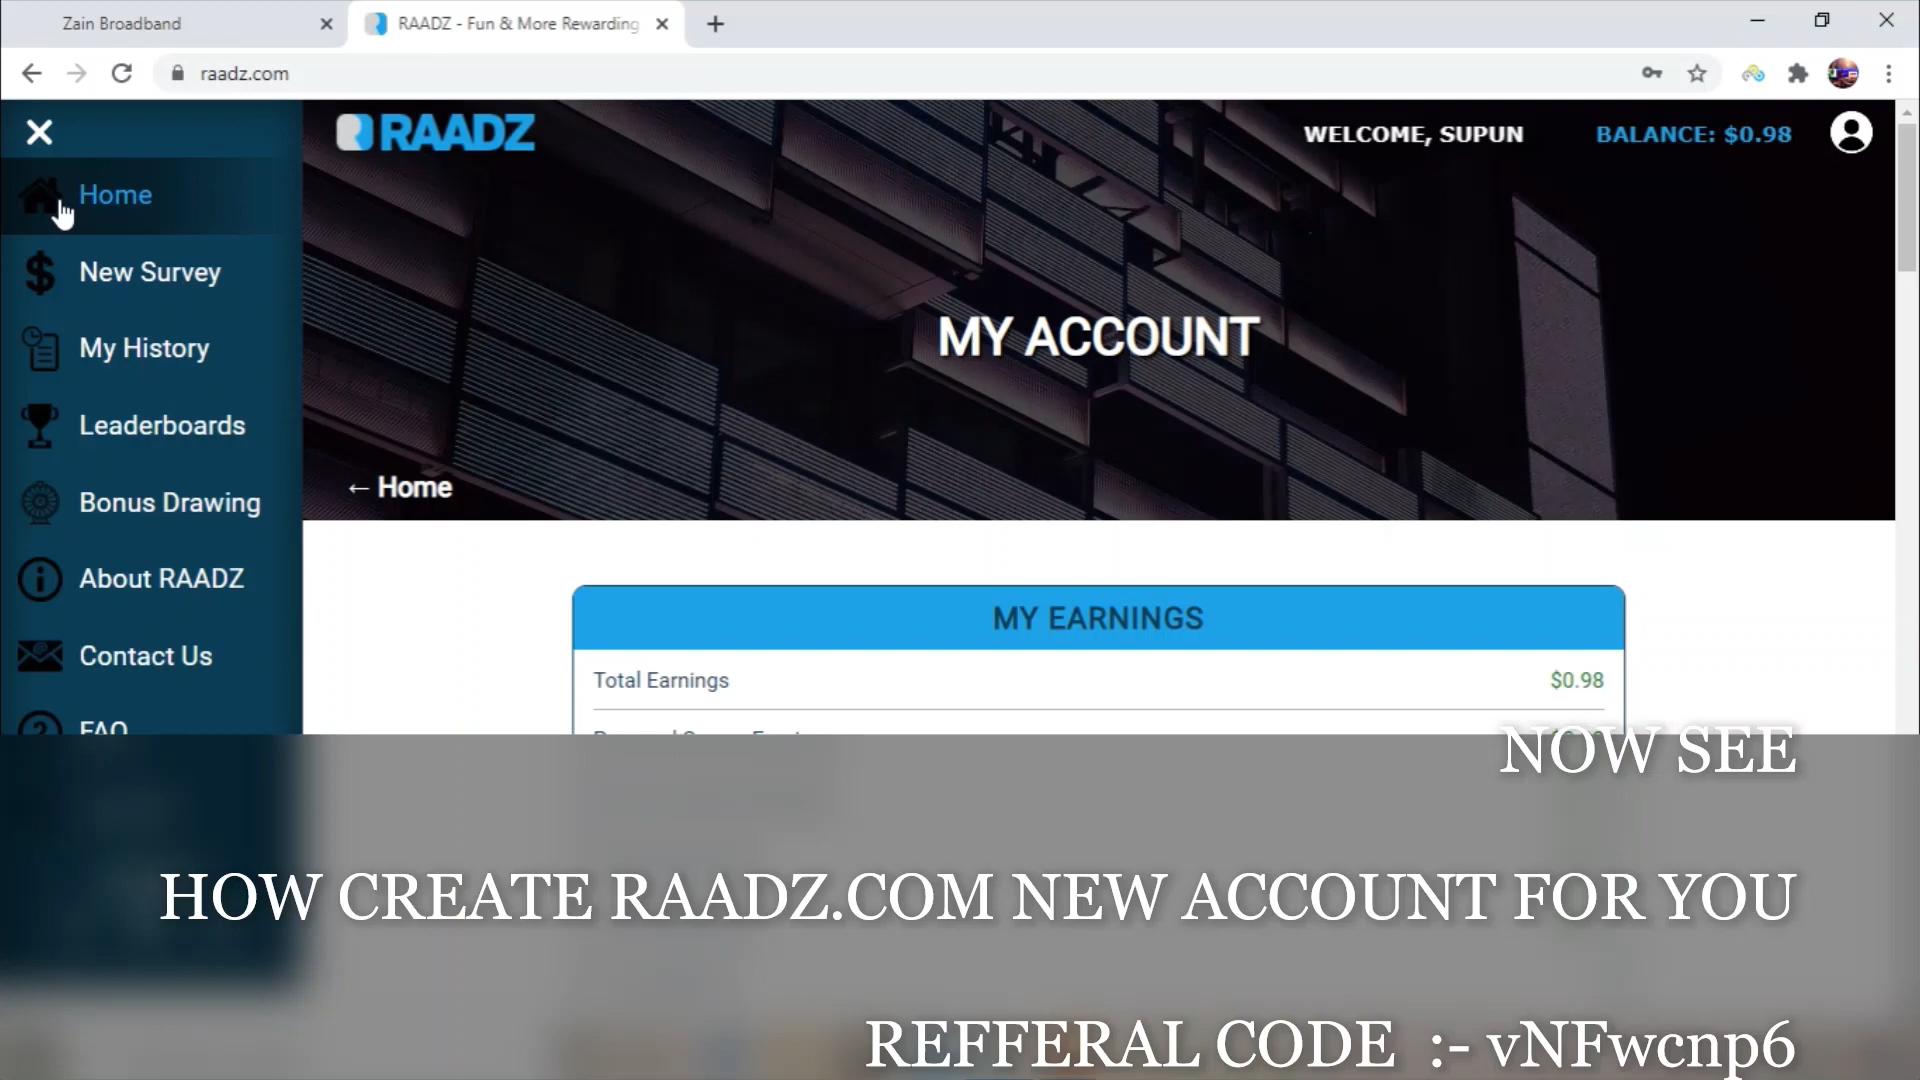 Zain Broadband
RAADZ - Fun & More Rewarding
raadz.com
RAADZ
WELCOME, SUPUN
BALANCE: $0.98
Home
New Survey
My History
Leaderboards
Bonus Drawing
About RAADZ
Contact Us
FAQ
MY ACCOUNT
← Home
MY EARNINGS
Total Earnings $0.98
NOW SEE
HOW CREATE RAADZ.COM NEW ACCOUNT FOR YOU
REFFERAL CODE :- vNFwcnp6